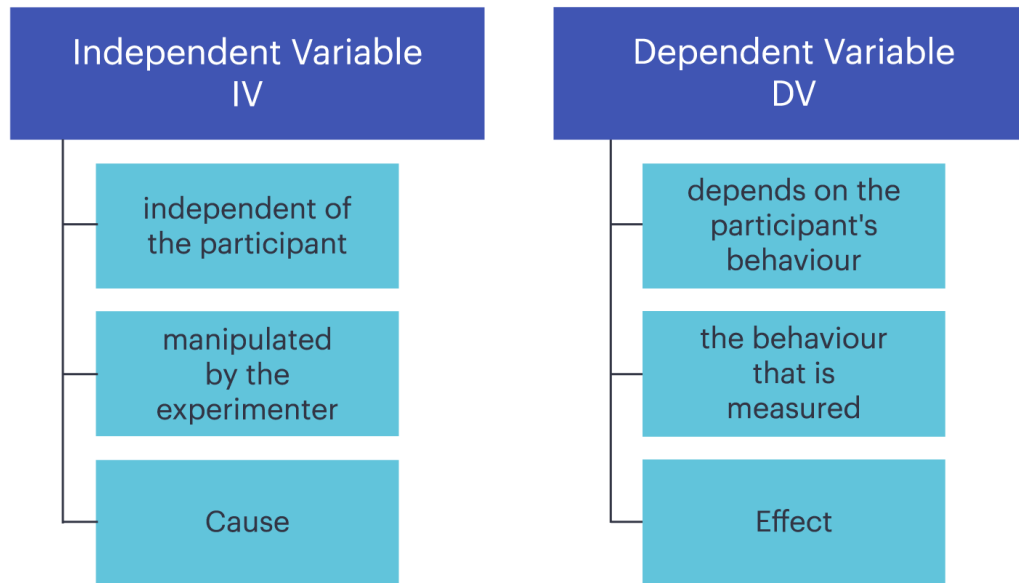 Independent Variable
IV
independent of
the participant
manipulated
by the
experimenter
Cause
Dependent Variable
DV
depends on the
participant's
behaviour
the behaviour
that is
measured
Effect